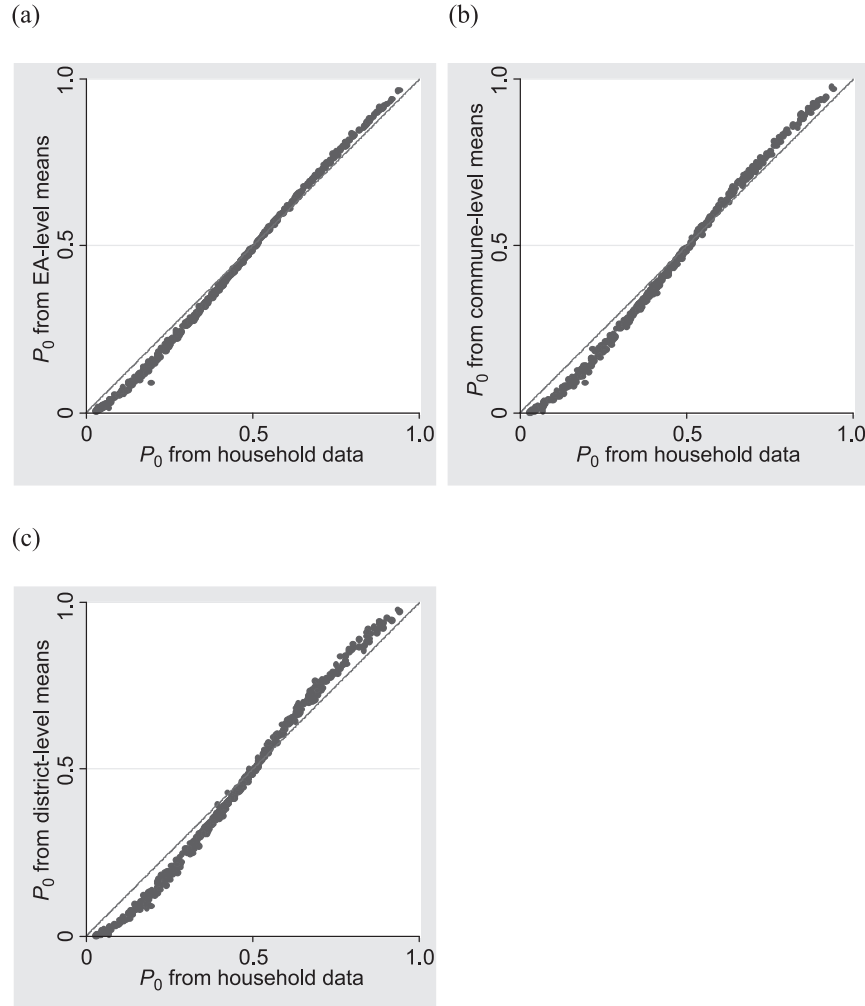 (a)
1.0
P₀ from EA-level means
0.5
0
0
0.5
1.0
P₀ from household data
(b)
1.0
P₀ from commune-level means
0.5
0
0
0.5
1.0
P₀ from household data
(c)
1.0
P₀ from district-level means
0.5
0
0
0.5
1.0
P₀ from household data